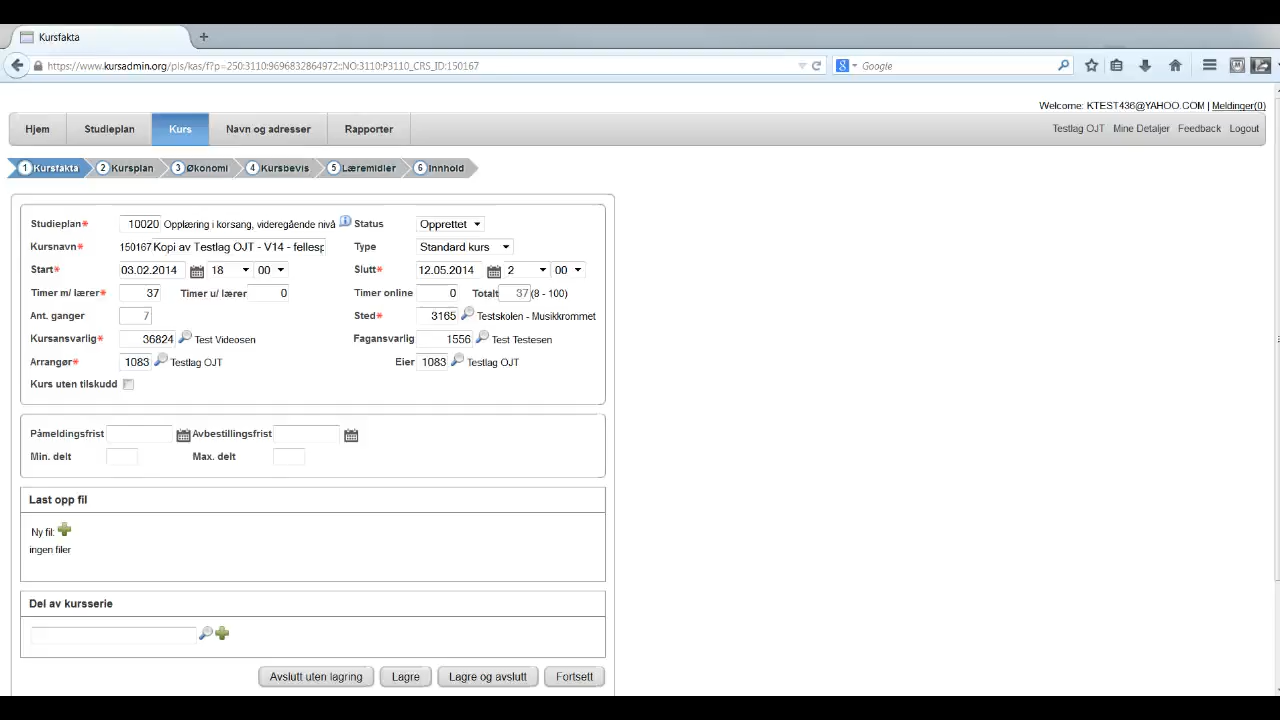 Kursfakta
https://www.kursadmin.org/pls/kas/f?p=250:3110:9696832864972::NO:3110:P3110_CRS_ID:150167
Google
Welcome: KTEST436@YAHOO.COM | Meldinger(0)
Hjem Studieplan Kurs Navn og adresser Rapporter
Testlag OJT Mine Detaljer Feedback Logout
1 Kursfakta 2 Kursplan 3 Økonomi 4 Kursbevis 5 Læremidler 6 Innhold
Studieplan* 10020 Opplæring i korsang, videregående nivå Status Opprettet
Kursnavn* 150167 Kopi av Testlag OJT - V14 - fellesp Type Standard kurs
Start* 03.02.2014 18 00 Slutt* 12.05.2014 2 00
Timer m/ lærer* 37 Timer u/ lærer 0 Timer online 0 Totalt 37 (8 - 100)
Ant. ganger 7 Sted* 3165 Testskolen - Musikkrommet
Kursansvarlig* 36824 Test Videosen Fagansvarlig 1556 Test Testesen
Arrangør* 1083 Testlag OJT Eier 1083 Testlag OJT
Kurs uten tilskudd
Påmeldingsfrist Avbestillingsfrist
Min. delt Max. delt
Last opp fil
Ny fil:
ingen filer
Del av kursserie
Avslutt uten lagring Lagre Lagre og avslutt Fortsett